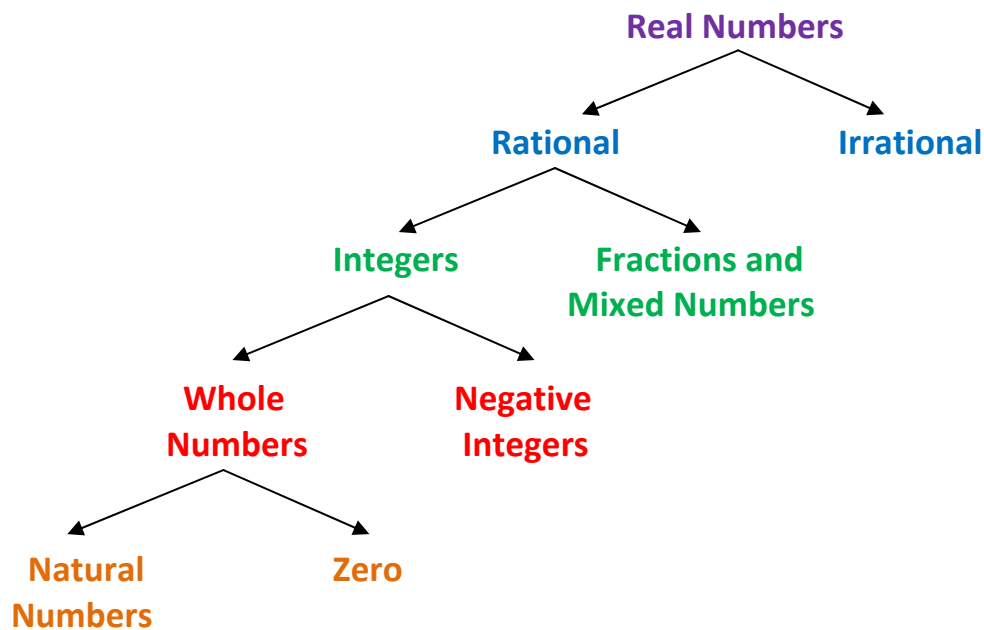 Real Numbers
Rational
Irrational
Integers
Fractions and
Mixed Numbers
Whole
Numbers
Negative
Integers
Natural
Numbers
Zero